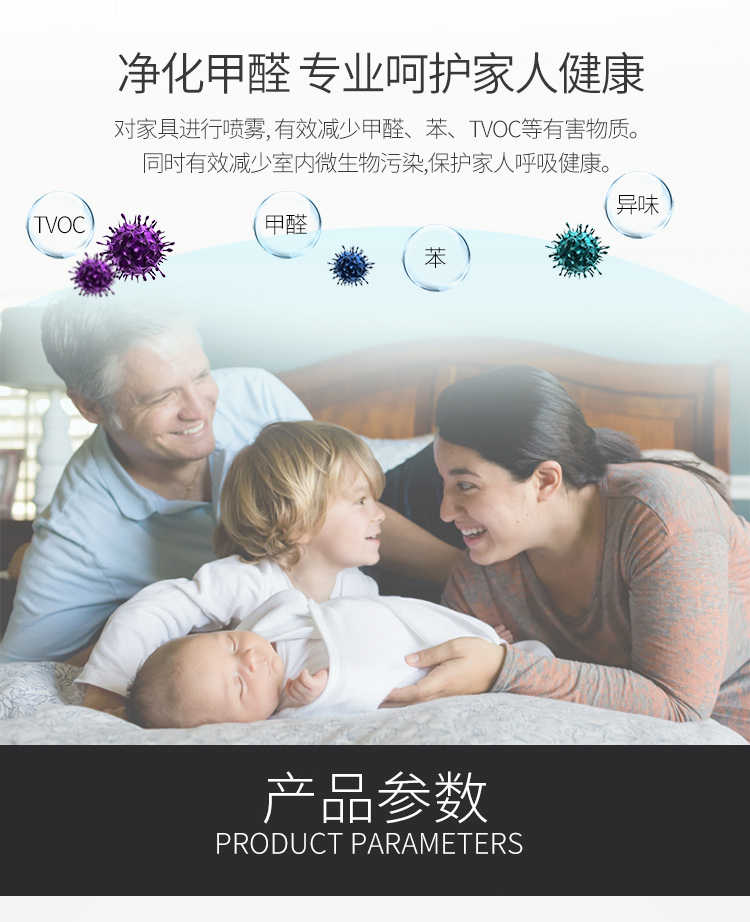 净化甲醛 专业呵护家人健康
对家具进行喷雾,有效减少甲醛、苯、TVOC等有害物质。
同时有效减少室内微生物污染,保护家人呼吸健康。
TVOC
甲醛
苯
异味
产品参数
PRODUCT PARAMETERS